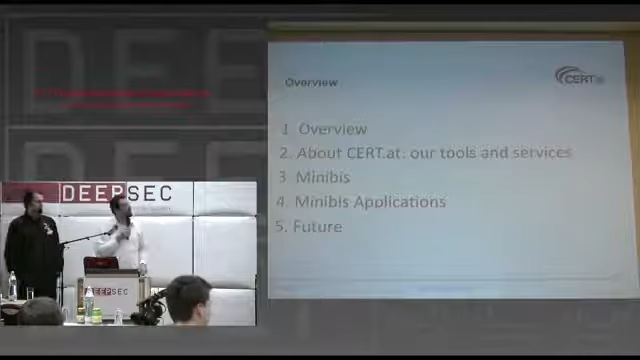 DEEPSEC
DEEPSEC
DEEPSEC
Overview
CERT.at
1 Overview
2. About CERT.at: our tools and services
3 Minibis
4. Minibis Applications
5. Future